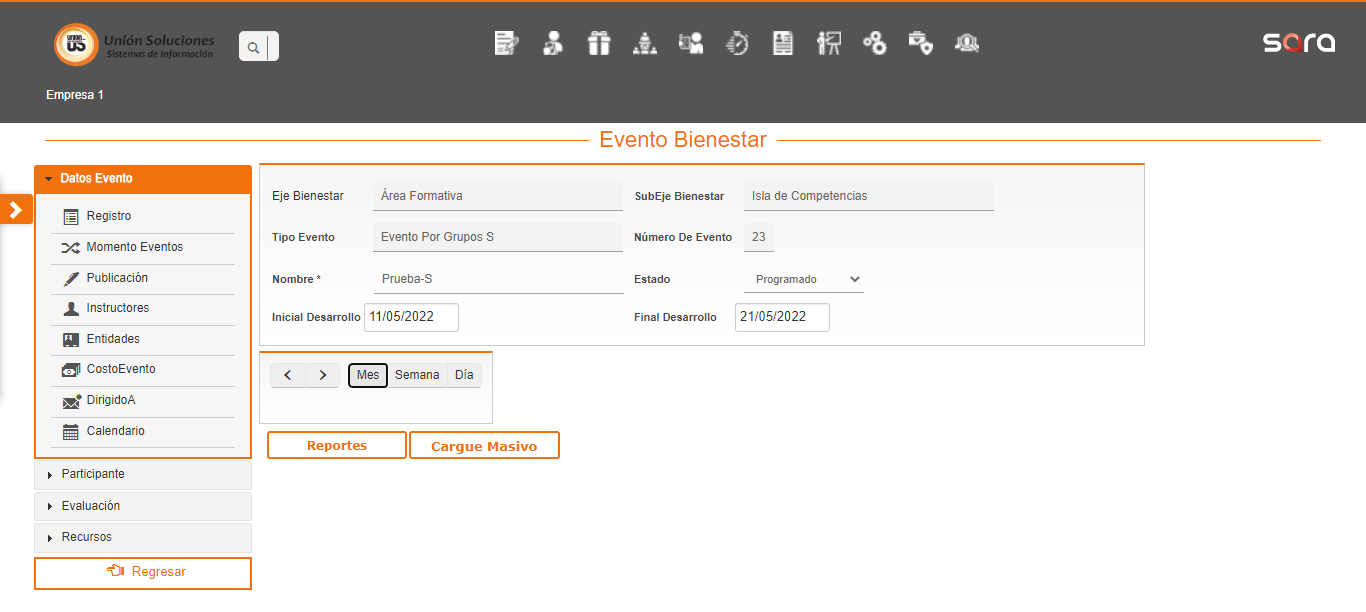 UNION
US
Unión Soluciones
Sistemas de Información
sara
Empresa 1
Evento Bienestar
Datos Evento
Registro
Momento Eventos
Publicación
Instructores
Entidades
CostoEvento
DirigidoA
Calendario
Participante
Evaluación
Recursos
Regresar
Eje Bienestar Área Formativa SubEje Bienestar Isla de Competencias
Tipo Evento Evento Por Grupos S Número De Evento 23
Nombre * Prueba-S Estado Programado
Inicial Desarrollo 11/05/2022 Final Desarrollo 21/05/2022
Mes Semana Día
Reportes Cargue Masivo